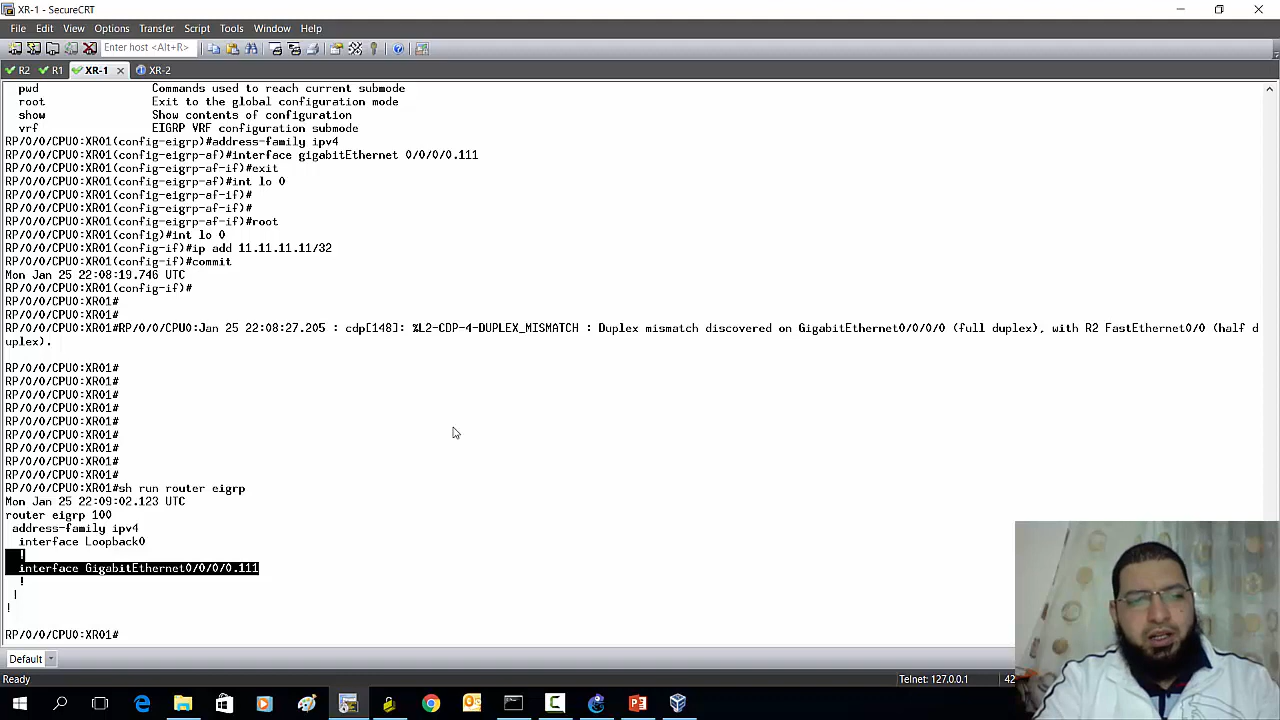 XR-1 - SecureCRT
File Edit View Options Transfer Script Tools Window Help
Enter host <Alt+R>
R2 R1 XR-1 XR-2
pwd Commands used to reach current submode
root Exit to the global configuration mode
show Show contents of configuration
vrf EIGRP VRF configuration submode
RP/0/0/CPU0:XR01(config-eigrp)#address-family ipv4
RP/0/0/CPU0:XR01(config-eigrp-af)#interface gigabitEthernet 0/0/0/0.111
RP/0/0/CPU0:XR01(config-eigrp-af-if)#exit
RP/0/0/CPU0:XR01(config-eigrp-af)#int lo 0
RP/0/0/CPU0:XR01(config-eigrp-af-if)#
RP/0/0/CPU0:XR01(config-eigrp-af-if)#
RP/0/0/CPU0:XR01(config-eigrp-af-if)#root
RP/0/0/CPU0:XR01(config)#int lo 0
RP/0/0/CPU0:XR01(config-if)#ip add 11.11.11.11/32
RP/0/0/CPU0:XR01(config-if)#commit
Mon Jan 25 22:08:19.746 UTC
RP/0/0/CPU0:XR01(config-if)#
RP/0/0/CPU0:XR01#
RP/0/0/CPU0:XR01#
RP/0/0/CPU0:XR01#RP/0/0/CPU0:Jan 25 22:08:27.205 : cdp[148]: %L2-CDP-4-DUPLEX_MISMATCH : Duplex mismatch discovered on GigabitEthernet0/0/0/0 (full duplex), with R2 FastEthernet0/0 (half d
uplex).
RP/0/0/CPU0:XR01#
RP/0/0/CPU0:XR01#
RP/0/0/CPU0:XR01#
RP/0/0/CPU0:XR01#
RP/0/0/CPU0:XR01#
RP/0/0/CPU0:XR01#
RP/0/0/CPU0:XR01#
RP/0/0/CPU0:XR01#
RP/0/0/CPU0:XR01#
RP/0/0/CPU0:XR01#sh run router eigrp
Mon Jan 25 22:09:02.123 UTC
router eigrp 100
address-family ipv4
interface Loopback0
!
interface GigabitEthernet0/0/0/0.111
!
!
!
RP/0/0/CPU0:XR01#
Default
Ready
Telnet: 127.0.0.1
42